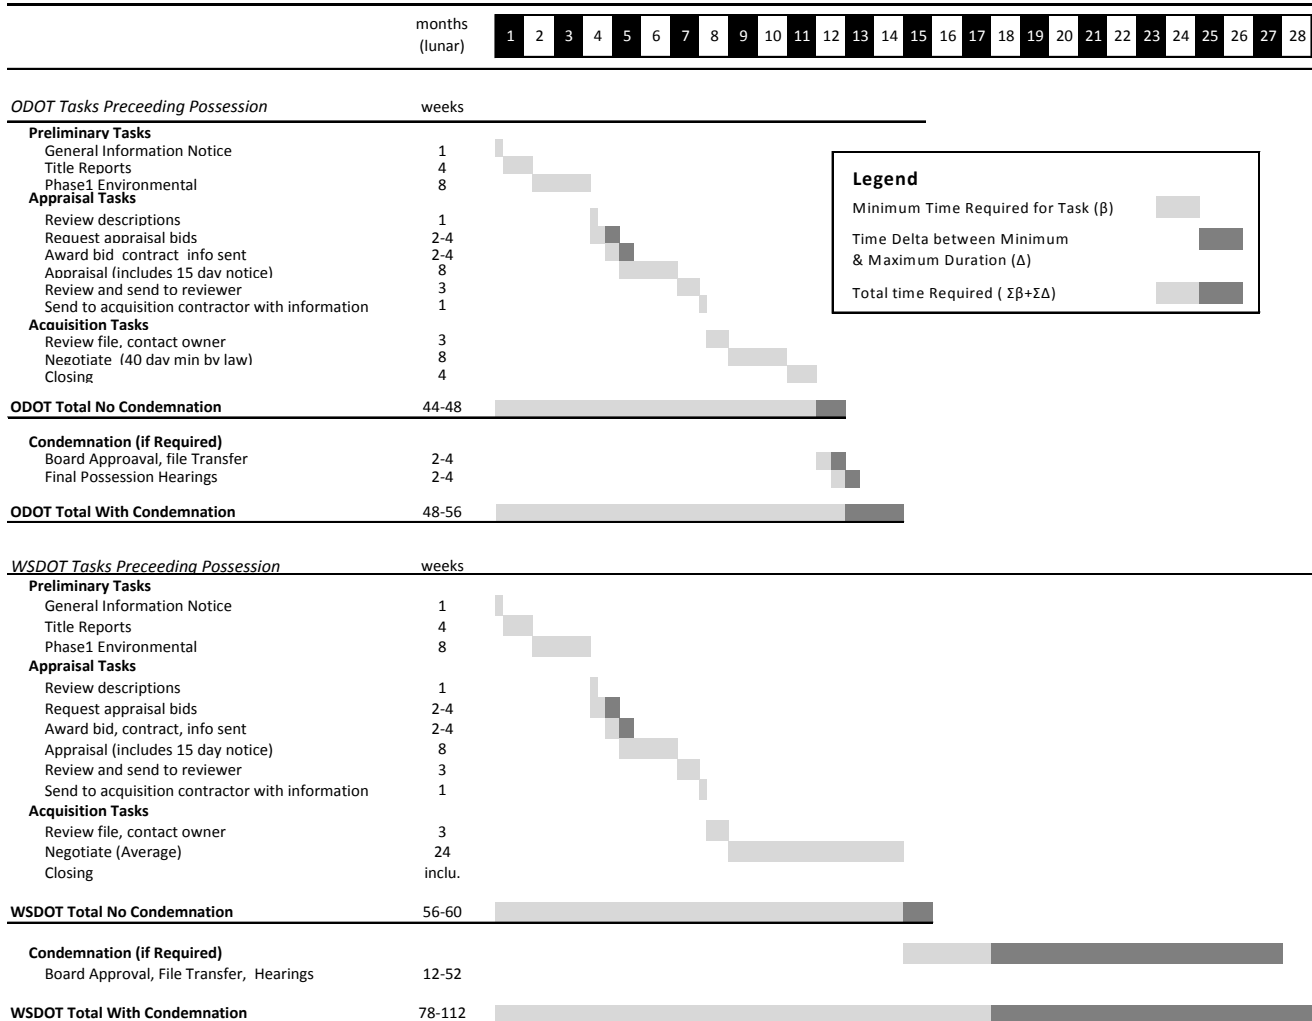 months
(lunar)
1 2 3 4 5 6 7 8 9 10 11 12 13 14 15 16 17 18 19 20 21 22 23 24 25 26 27 28
ODOT Tasks Preceeding Possession weeks
Preliminary Tasks
General Information Notice 1
Title Reports 4
Phase1 Environmental 8
Appraisal Tasks
Review descriptions 1
Request appraisal bids 2-4
Award bid contract info sent 2-4
Appraisal (includes 15 day notice) 8
Review and send to reviewer 3
Send to acquisition contractor with information 1
Acquisition Tasks
Review file, contact owner 3
Negotiate (40 day min by law) 8
Closing 4
ODOT Total No Condemnation 44-48
Condemnation (if Required)
Board Approaval, file Transfer 2-4
Final Possession Hearings 2-4
ODOT Total With Condemnation 48-56
Legend
Minimum Time Required for Task (β)
Time Delta between Minimum
& Maximum Duration (Δ)
Total time Required ( Σβ+ΣΔ)
WSDOT Tasks Preceeding Possession weeks
Preliminary Tasks
General Information Notice 1
Title Reports 4
Phase1 Environmental 8
Appraisal Tasks
Review descriptions 1
Request appraisal bids 2-4
Award bid, contract, info sent 2-4
Appraisal (includes 15 day notice) 8
Review and send to reviewer 3
Send to acquisition contractor with information 1
Acquisition Tasks
Review file, contact owner 3
Negotiate (Average) 24
Closing inclu.
WSDOT Total No Condemnation 56-60
Condemnation (if Required)
Board Approval, File Transfer, Hearings 12-52
WSDOT Total With Condemnation 78-112